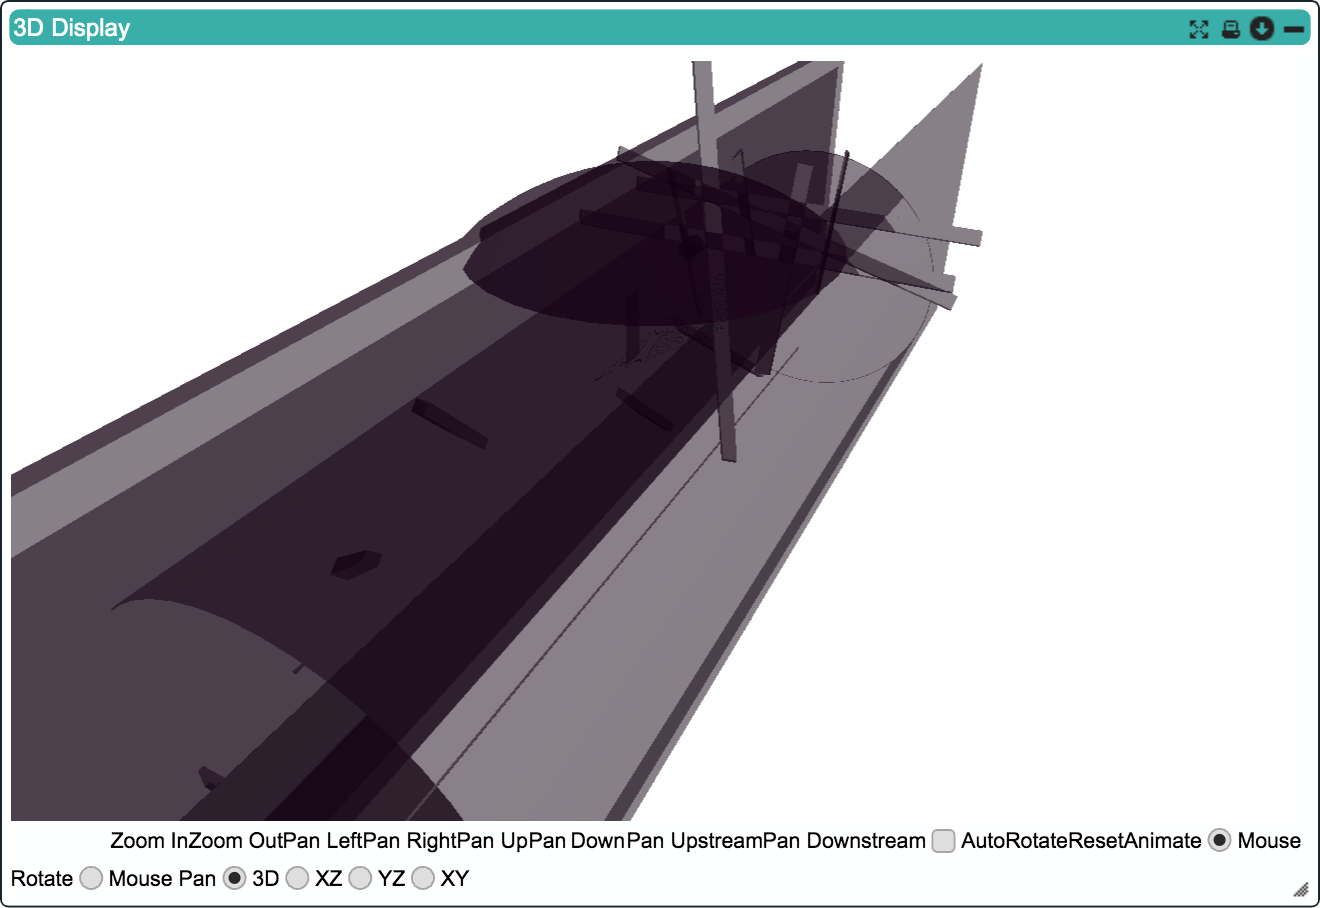 3D Display
Zoom InZoom OutPan LeftPan RightPan UpPan DownPan UpstreamPan Downstream AutoRotateResetAnimate Mouse
Rotate Mouse Pan 3D XZ YZ XY